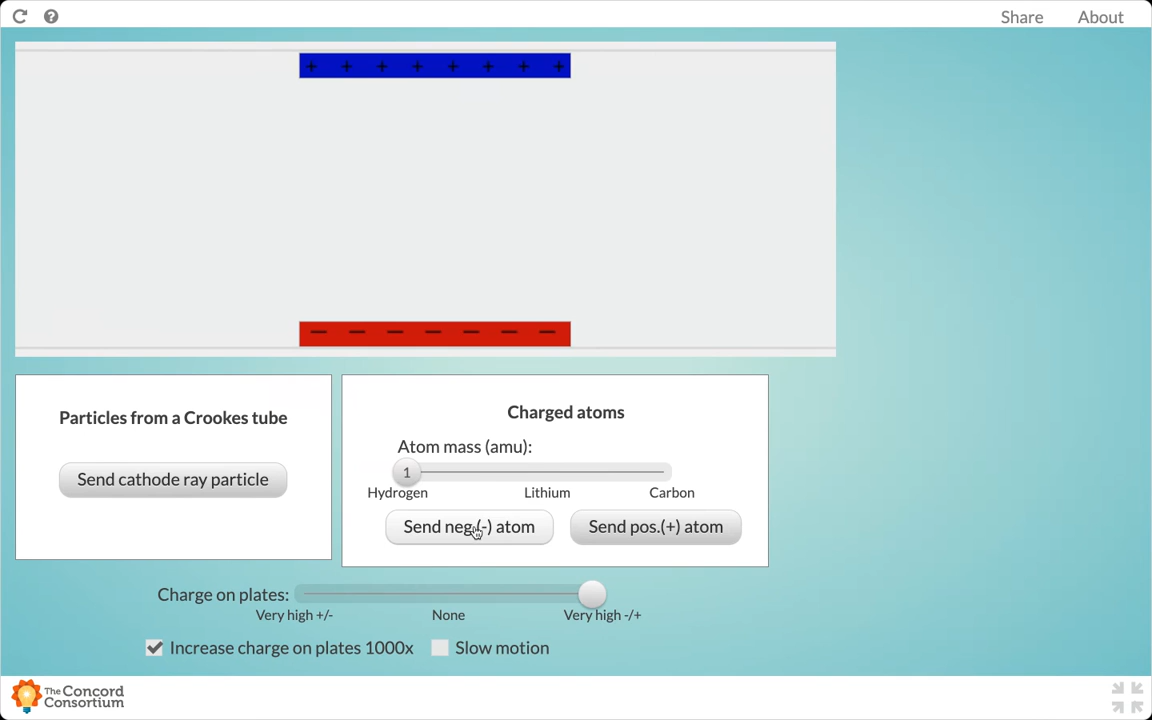 Share About
+ + + + + + + +
− − − − − − −
Particles from a Crookes tube
Send cathode ray particle
Charged atoms
Atom mass (amu):
1
Hydrogen Lithium Carbon
Send neg.(-) atom Send pos.(+) atom
Charge on plates:
Very high +/- None Very high -/+
Increase charge on plates 1000x Slow motion
The Concord
Consortium